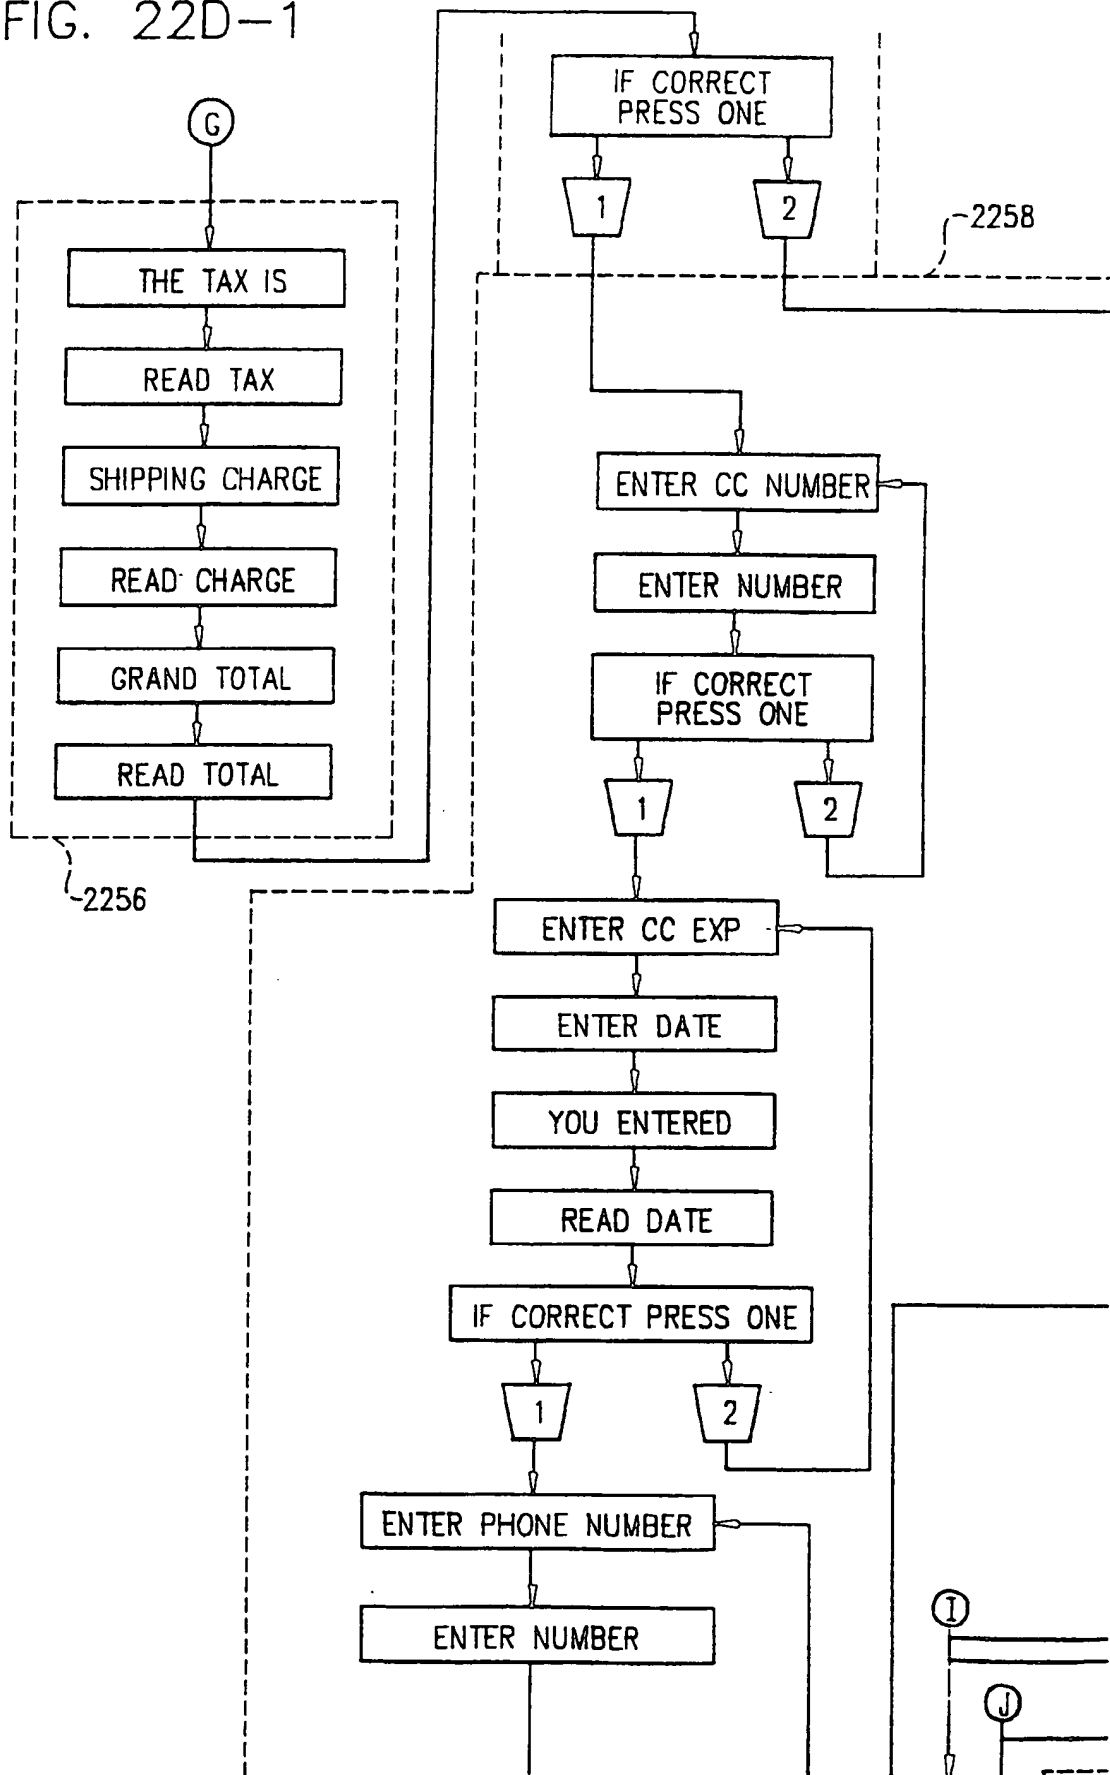 FIG. 22D-1
G
THE TAX IS
READ TAX
SHIPPING CHARGE
READ CHARGE
GRAND TOTAL
READ TOTAL
2256
IF CORRECT
PRESS ONE
1
2
2258
ENTER CC NUMBER
ENTER NUMBER
IF CORRECT
PRESS ONE
1
2
ENTER CC EXP
ENTER DATE
YOU ENTERED
READ DATE
IF CORRECT PRESS ONE
1
2
ENTER PHONE NUMBER
ENTER NUMBER
I
J